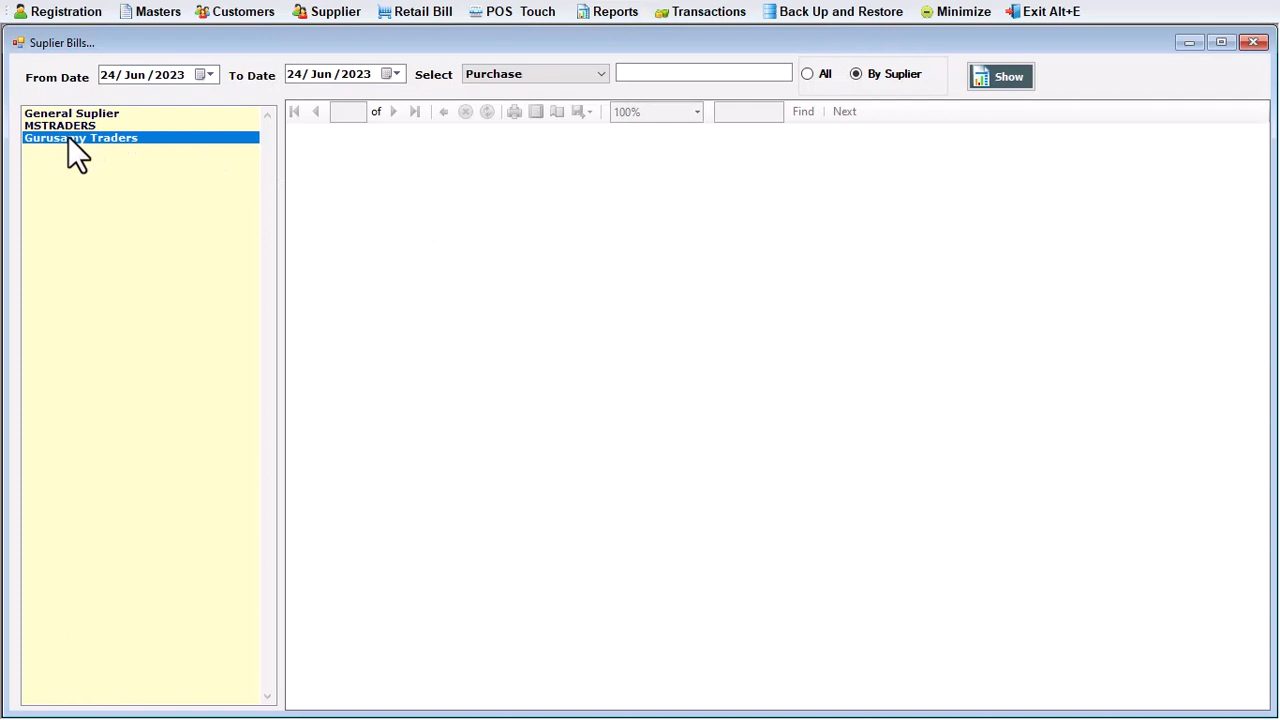 Registration Masters Customers Supplier Retail Bill POS Touch Reports Transactions Back Up and Restore Minimize Exit Alt+E
Suplier Bills...
From Date 24/ Jun /2023 To Date 24/ Jun /2023 Select Purchase All By Suplier Show
of 100% Find Next
General Suplier
MSTRADERS
Gurusamy Traders